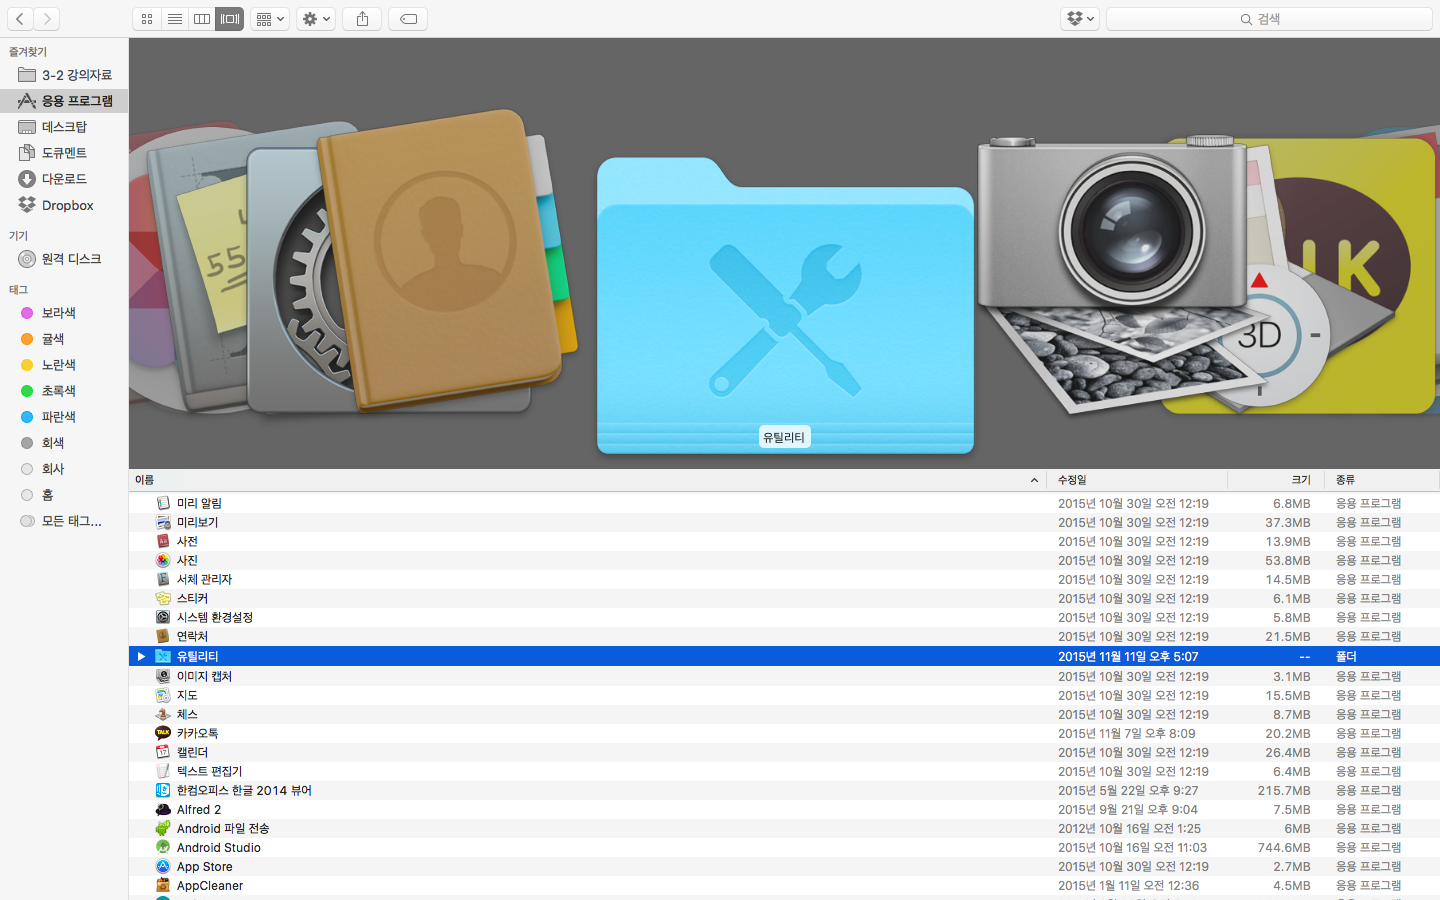 검색
즐겨찾기
3-2 강의자료
응용 프로그램
데스크탑
도큐멘트
다운로드
Dropbox
기기
원격 디스크
태그
보라색
귤색
노란색
초록색
파란색
회색
회사
홈
모든 태그...
55
3D
LK
유틸리티
이름 수정일 크기 종류
미리 알림 2015년 10월 30일 오전 12:19 6.8MB 응용 프로그램
미리보기 2015년 10월 30일 오전 12:19 37.3MB 응용 프로그램
사전 2015년 10월 30일 오전 12:19 13.9MB 응용 프로그램
사진 2015년 10월 30일 오전 12:19 53.8MB 응용 프로그램
서체 관리자 2015년 10월 30일 오전 12:19 14.5MB 응용 프로그램
스티커 2015년 10월 30일 오전 12:19 6.1MB 응용 프로그램
시스템 환경설정 2015년 10월 30일 오전 12:19 5.8MB 응용 프로그램
연락처 2015년 10월 30일 오전 12:19 21.5MB 응용 프로그램
유틸리티 2015년 11월 11일 오후 5:07 -- 폴더
이미지 캡처 2015년 10월 30일 오전 12:19 3.1MB 응용 프로그램
지도 2015년 10월 30일 오전 12:19 15.5MB 응용 프로그램
체스 2015년 10월 30일 오전 12:19 8.7MB 응용 프로그램
카카오톡 2015년 11월 7일 오후 8:09 20.2MB 응용 프로그램
캘린더 2015년 10월 30일 오전 12:19 26.4MB 응용 프로그램
텍스트 편집기 2015년 10월 30일 오전 12:19 6.4MB 응용 프로그램
한컴오피스 한글 2014 뷰어 2015년 5월 22일 오후 9:27 215.7MB 응용 프로그램
Alfred 2 2015년 9월 21일 오후 9:04 7.5MB 응용 프로그램
Android 파일 전송 2012년 10월 16일 오전 1:25 6MB 응용 프로그램
Android Studio 2015년 10월 16일 오전 11:03 744.6MB 응용 프로그램
App Store 2015년 10월 30일 오전 12:19 2.7MB 응용 프로그램
AppCleaner 2015년 1월 11일 오전 12:36 4.5MB 응용 프로그램